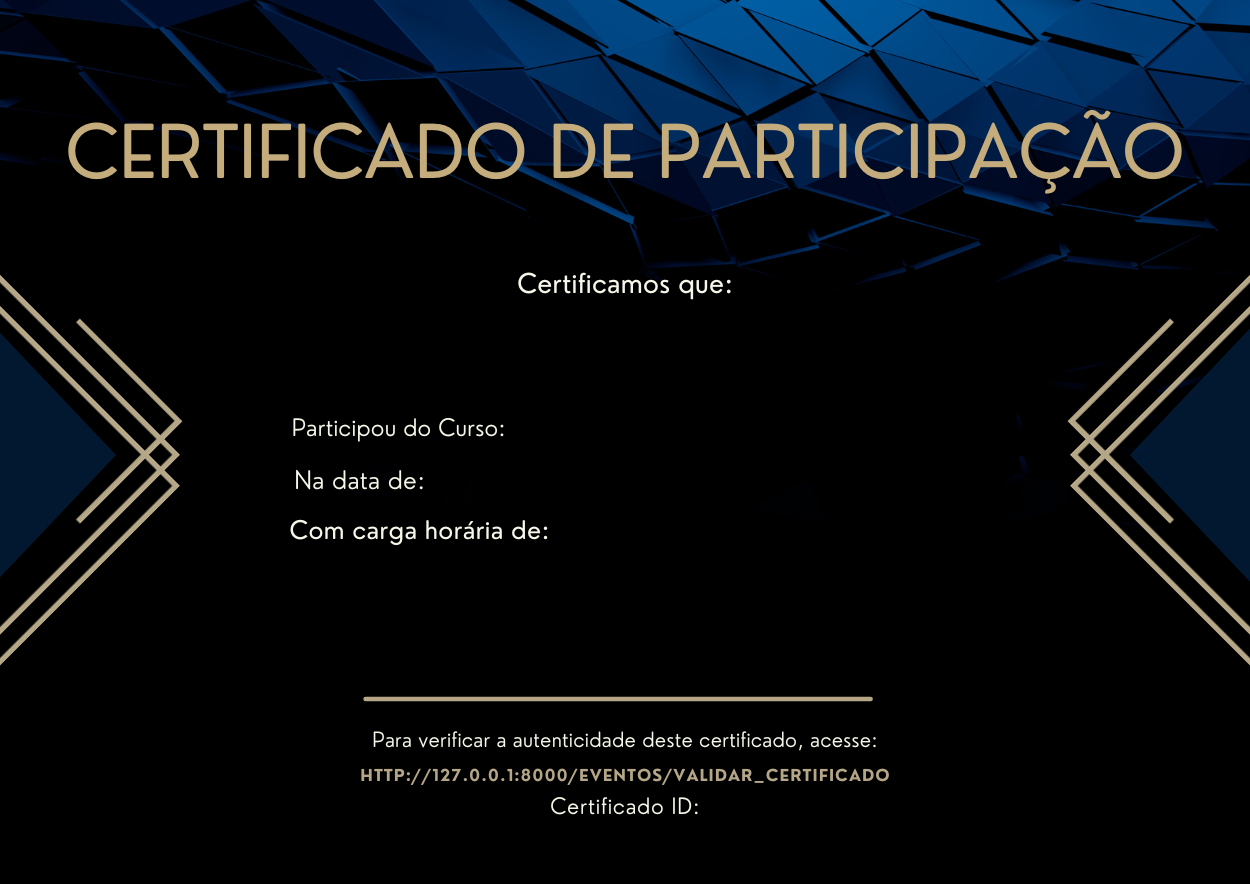 CERTIFICADO DE PARTICIPAÇÃO
Certificamos que:
Participou do Curso:
Na data de:
Com carga horária de:
Para verificar a autenticidade deste certificado, acesse:
HTTP://127.0.0.1:8000/EVENTOS/VALIDAR_CERTIFICADO
Certificado ID: